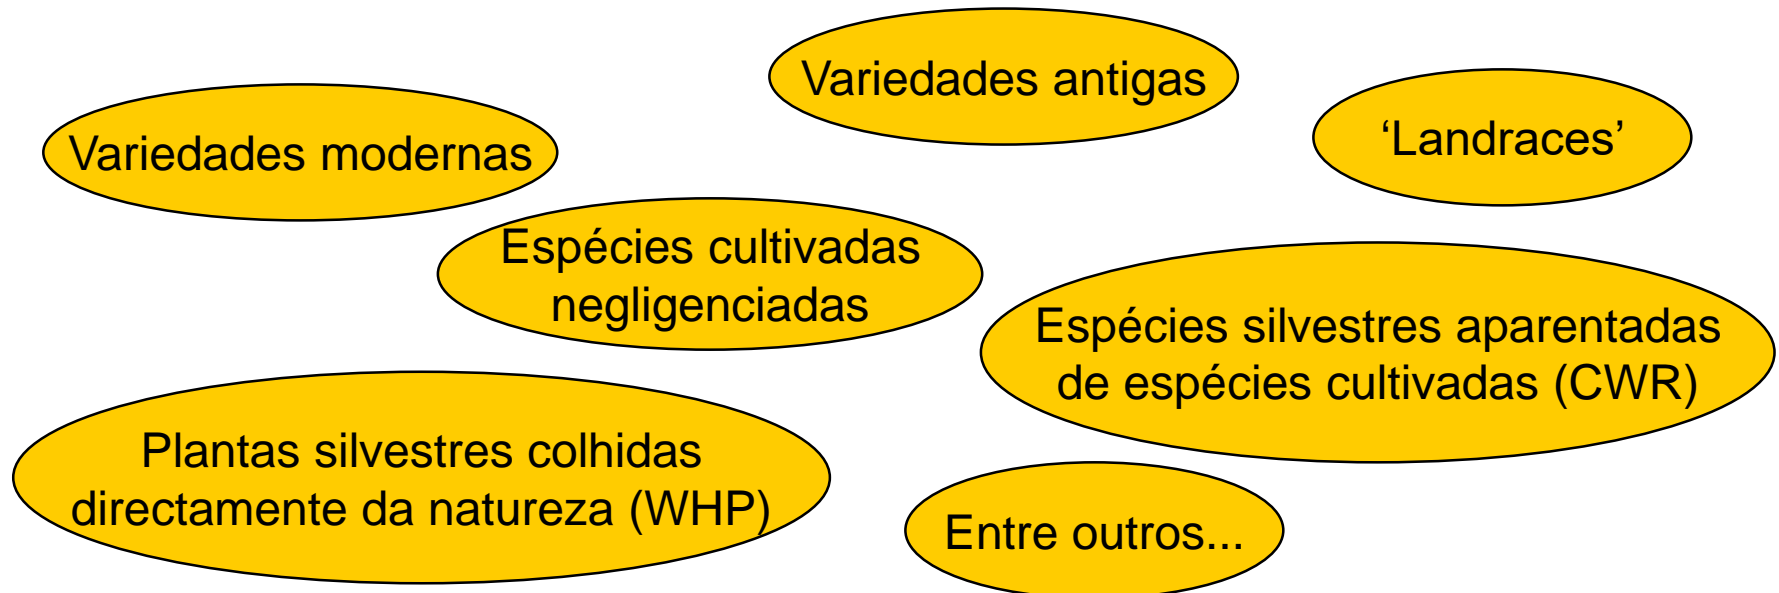 Variedades antigas
Variedades modernas
‘Landraces’
Espécies cultivadas
negligenciadas
Espécies silvestres aparentadas
de espécies cultivadas (CWR)
Plantas silvestres colhidas
directamente da natureza (WHP)
Entre outros...